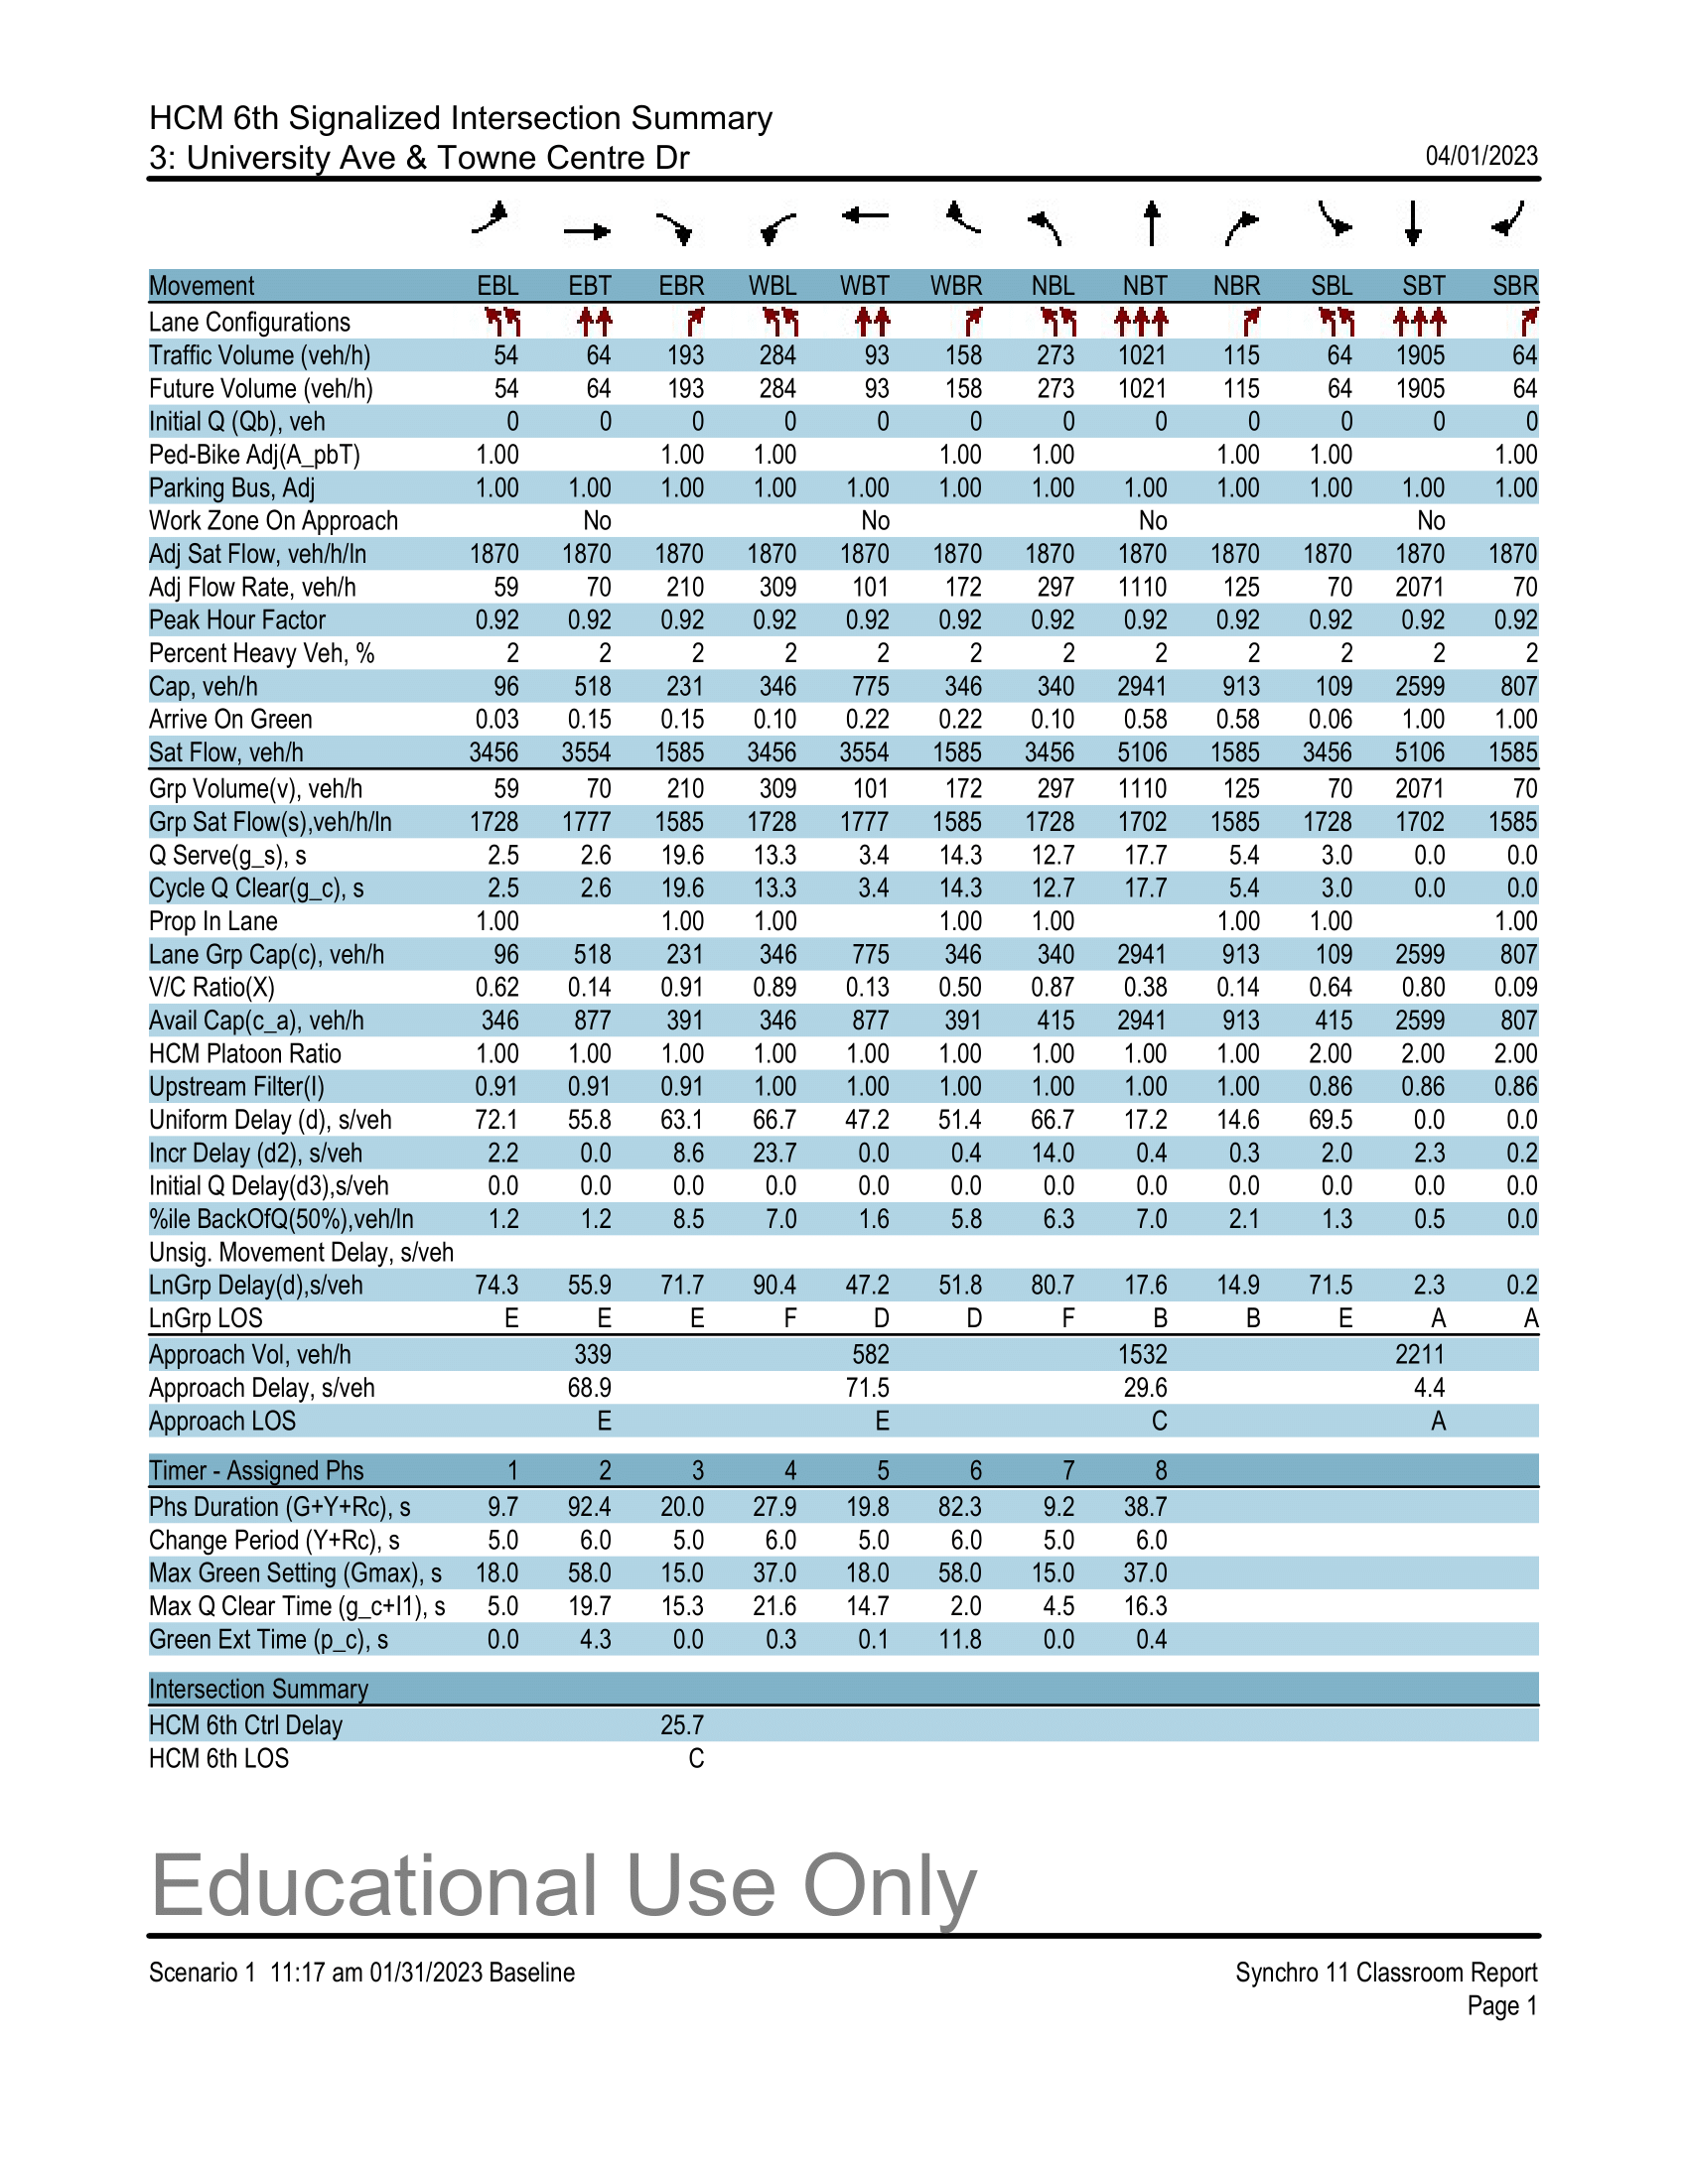 HCM 6th Signalized Intersection Summary
3: University Ave & Towne Centre Dr 04/01/2023
Movement EBL EBT EBR WBL WBT WBR NBL NBT NBR SBL SBT SBR
Lane Configurations
Traffic Volume (veh/h) 54 64 193 284 93 158 273 1021 115 64 1905 64
Future Volume (veh/h) 54 64 193 284 93 158 273 1021 115 64 1905 64
Initial Q (Qb), veh 0 0 0 0 0 0 0 0 0 0 0 0
Ped-Bike Adj(A_pbT) 1.00 1.00 1.00 1.00 1.00 1.00 1.00 1.00
Parking Bus, Adj 1.00 1.00 1.00 1.00 1.00 1.00 1.00 1.00 1.00 1.00 1.00 1.00
Work Zone On Approach No No No No
Adj Sat Flow, veh/h/ln 1870 1870 1870 1870 1870 1870 1870 1870 1870 1870 1870 1870
Adj Flow Rate, veh/h 59 70 210 309 101 172 297 1110 125 70 2071 70
Peak Hour Factor 0.92 0.92 0.92 0.92 0.92 0.92 0.92 0.92 0.92 0.92 0.92 0.92
Percent Heavy Veh, % 2 2 2 2 2 2 2 2 2 2 2 2
Cap, veh/h 96 518 231 346 775 346 340 2941 913 109 2599 807
Arrive On Green 0.03 0.15 0.15 0.10 0.22 0.22 0.10 0.58 0.58 0.06 1.00 1.00
Sat Flow, veh/h 3456 3554 1585 3456 3554 1585 3456 5106 1585 3456 5106 1585
Grp Volume(v), veh/h 59 70 210 309 101 172 297 1110 125 70 2071 70
Grp Sat Flow(s),veh/h/ln 1728 1777 1585 1728 1777 1585 1728 1702 1585 1728 1702 1585
Q Serve(g_s), s 2.5 2.6 19.6 13.3 3.4 14.3 12.7 17.7 5.4 3.0 0.0 0.0
Cycle Q Clear(g_c), s 2.5 2.6 19.6 13.3 3.4 14.3 12.7 17.7 5.4 3.0 0.0 0.0
Prop In Lane 1.00 1.00 1.00 1.00 1.00 1.00 1.00 1.00
Lane Grp Cap(c), veh/h 96 518 231 346 775 346 340 2941 913 109 2599 807
V/C Ratio(X) 0.62 0.14 0.91 0.89 0.13 0.50 0.87 0.38 0.14 0.64 0.80 0.09
Avail Cap(c_a), veh/h 346 877 391 346 877 391 415 2941 913 415 2599 807
HCM Platoon Ratio 1.00 1.00 1.00 1.00 1.00 1.00 1.00 1.00 1.00 2.00 2.00 2.00
Upstream Filter(I) 0.91 0.91 0.91 1.00 1.00 1.00 1.00 1.00 1.00 0.86 0.86 0.86
Uniform Delay (d), s/veh 72.1 55.8 63.1 66.7 47.2 51.4 66.7 17.2 14.6 69.5 0.0 0.0
Incr Delay (d2), s/veh 2.2 0.0 8.6 23.7 0.0 0.4 14.0 0.4 0.3 2.0 2.3 0.2
Initial Q Delay(d3),s/veh 0.0 0.0 0.0 0.0 0.0 0.0 0.0 0.0 0.0 0.0 0.0 0.0
%ile BackOfQ(50%),veh/ln 1.2 1.2 8.5 7.0 1.6 5.8 6.3 7.0 2.1 1.3 0.5 0.0
Unsig. Movement Delay, s/veh
LnGrp Delay(d),s/veh 74.3 55.9 71.7 90.4 47.2 51.8 80.7 17.6 14.9 71.5 2.3 0.2
LnGrp LOS E E E F D D F B B E A A
Approach Vol, veh/h 339 582 1532 2211
Approach Delay, s/veh 68.9 71.5 29.6 4.4
Approach LOS E E C A
Timer - Assigned Phs 1 2 3 4 5 6 7 8
Phs Duration (G+Y+Rc), s 9.7 92.4 20.0 27.9 19.8 82.3 9.2 38.7
Change Period (Y+Rc), s 5.0 6.0 5.0 6.0 5.0 6.0 5.0 6.0
Max Green Setting (Gmax), s 18.0 58.0 15.0 37.0 18.0 58.0 15.0 37.0
Max Q Clear Time (g_c+I1), s 5.0 19.7 15.3 21.6 14.7 2.0 4.5 16.3
Green Ext Time (p_c), s 0.0 4.3 0.0 0.3 0.1 11.8 0.0 0.4
Intersection Summary
HCM 6th Ctrl Delay 25.7
HCM 6th LOS C
Educational Use Only
Scenario 1 11:17 am 01/31/2023 Baseline Synchro 11 Classroom Report
Page 1